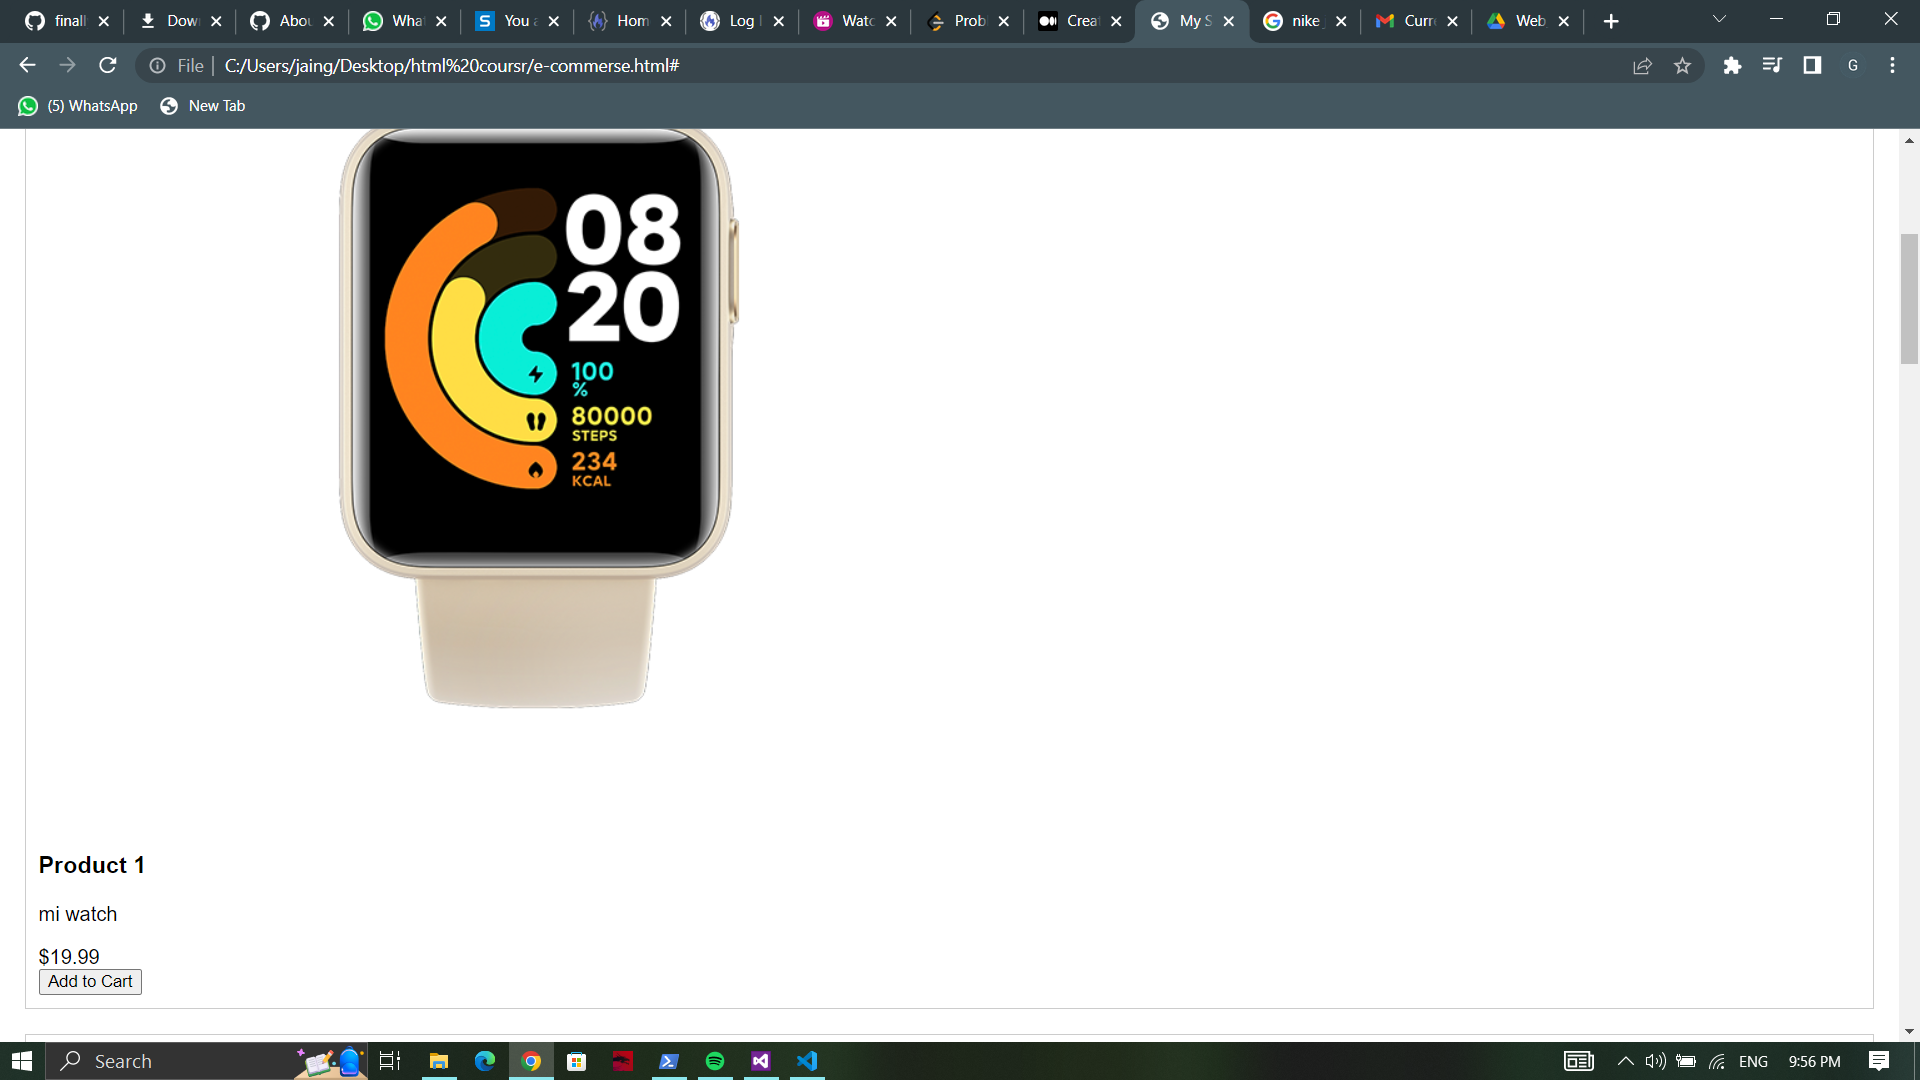 finall
Dow
Abou
What
You a
Hom
Log
Watc
Probl
Crea
My S
nike
Curr
Web
File
C:/Users/jaing/Desktop/html%20coursr/e-commerse.html#
G
(5) WhatsApp
New Tab
08
20
100
%
80000
STEPS
234
KCAL
Product 1
mi watch
$19.99
Add to Cart
Search
ENG
9:56 PM